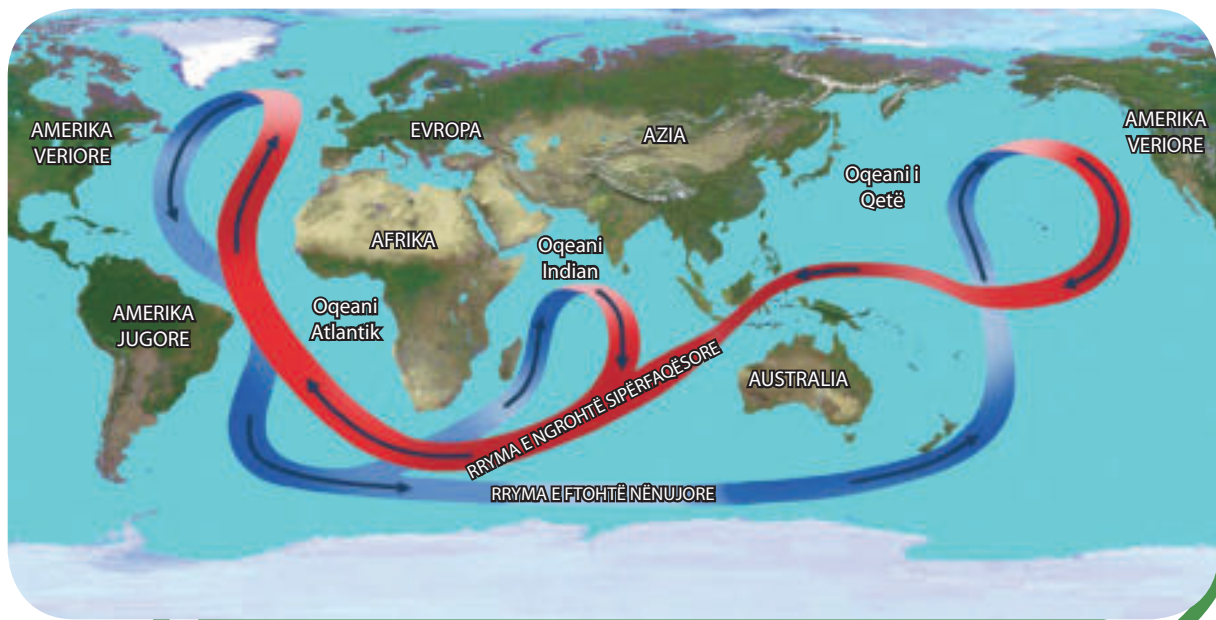 AMERIKA
VERIORE
EVROPA
AZIA
AMERIKA
VERIORE
Oqeani i
Qetë
AFRIKA
Oqeani
Indian
AMERIKA
JUGORE
Oqeani
Atlantik
AUSTRALIA
RRYMA E NGROHTË SIPËRFAQËSORE
RRYMA E FTOHTË NËNUJORE